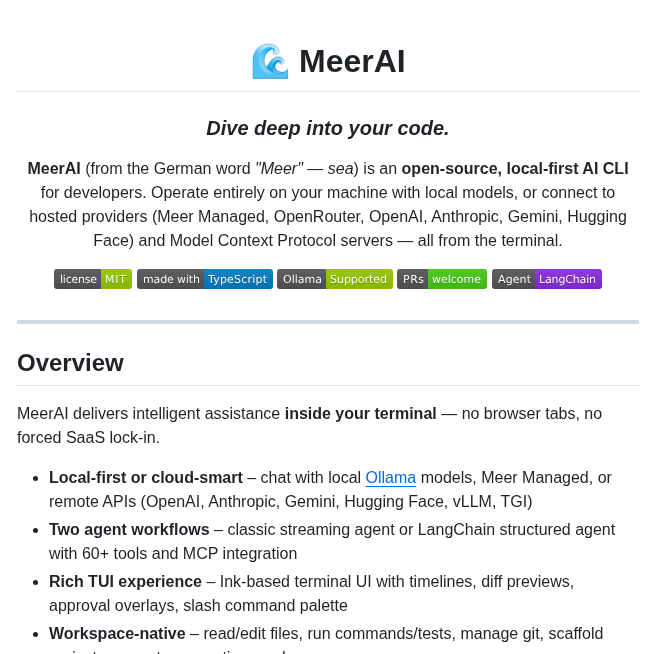 🌊 MeerAI
Dive deep into your code.
MeerAI (from the German word "Meer" — sea) is an open-source, local-first AI CLI
for developers. Operate entirely on your machine with local models, or connect to
hosted providers (Meer Managed, OpenRouter, OpenAI, Anthropic, Gemini, Hugging
Face) and Model Context Protocol servers — all from the terminal.
license MIT made with TypeScript Ollama Supported PRs welcome Agent LangChain
Overview
MeerAI delivers intelligent assistance inside your terminal — no browser tabs, no
forced SaaS lock-in.
• Local-first or cloud-smart – chat with local Ollama models, Meer Managed, or
remote APIs (OpenAI, Anthropic, Gemini, Hugging Face, vLLM, TGI)
• Two agent workflows – classic streaming agent or LangChain structured agent
with 60+ tools and MCP integration
• Rich TUI experience – Ink-based terminal UI with timelines, diff previews,
approval overlays, slash command palette
• Workspace-native – read/edit files, run commands/tests, manage git, scaffold